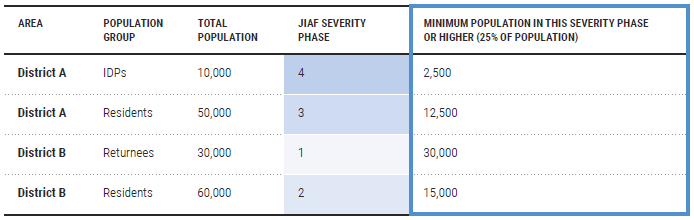 AREA POPULATION GROUP TOTAL POPULATION JIAF SEVERITY PHASE MINIMUM POPULATION IN THIS SEVERITY PHASE OR HIGHER (25% OF POPULATION)
District A IDPs 10,000 4 2,500
District A Residents 50,000 3 12,500
District B Returnees 30,000 1 30,000
District B Residents 60,000 2 15,000